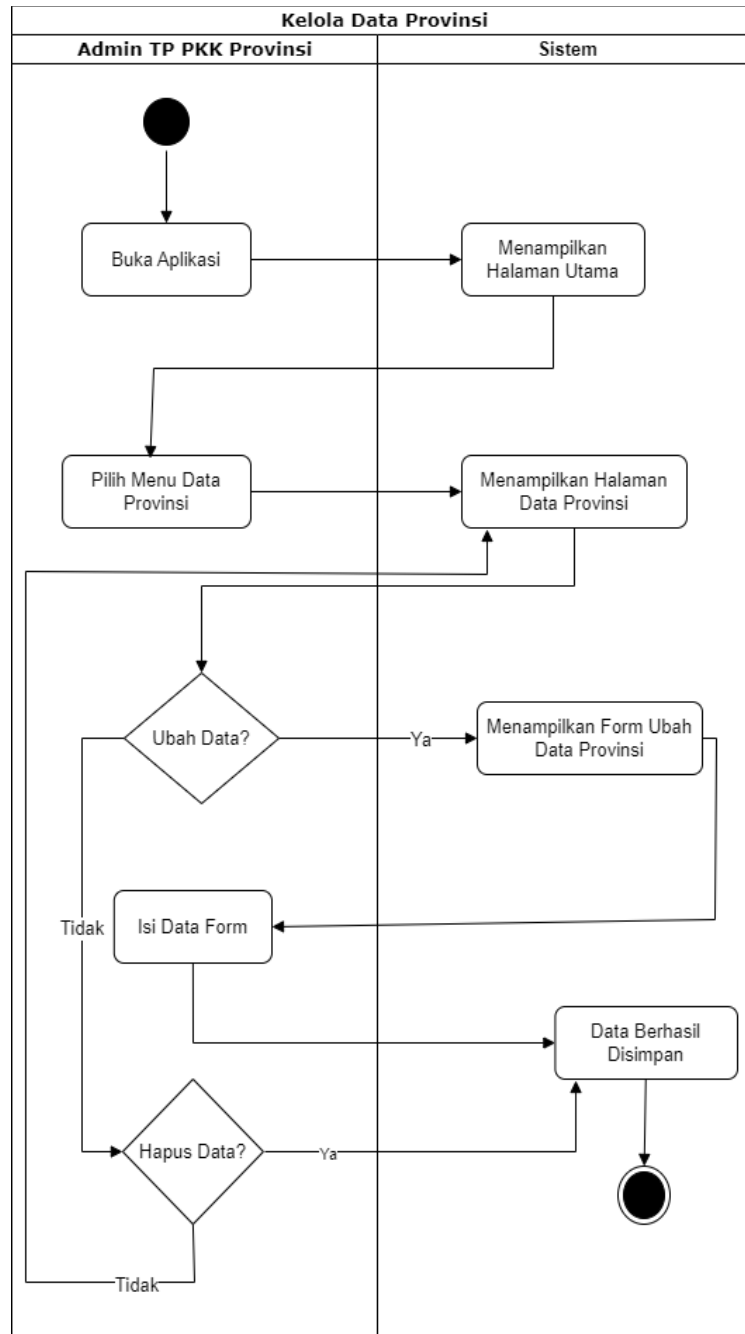 Kelola Data Provinsi
Admin TP PKK Provinsi
Sistem
Buka Aplikasi
Menampilkan
Halaman Utama
Pilih Menu Data
Provinsi
Menampilkan Halaman
Data Provinsi
Ubah Data?
Ya
Menampilkan Form Ubah
Data Provinsi
Tidak
Isi Data Form
Data Berhasil
Disimpan
Hapus Data?
Ya
Tidak